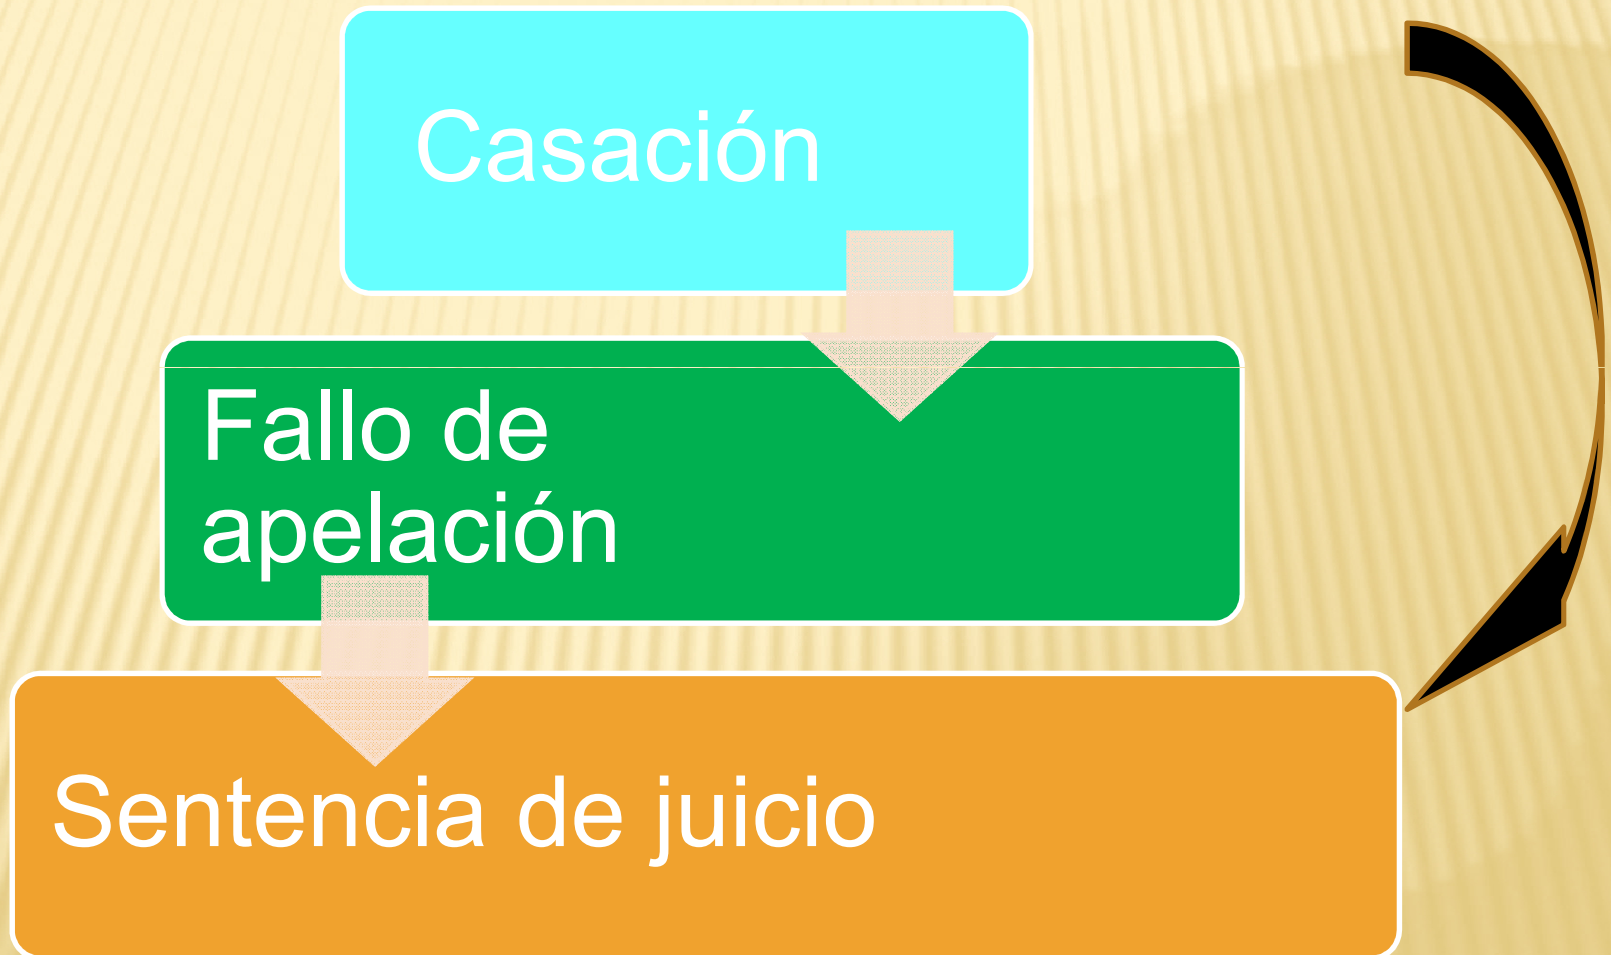 Casación
Fallo de
apelación
Sentencia de juicio